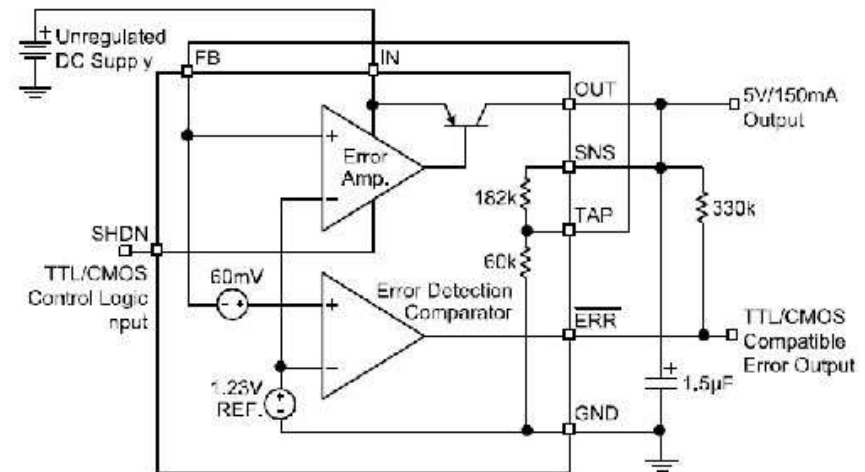 Unregulated
DC Supply
FB
IN
OUT
5V/150mA
Output
+
Error
Amp.
−
SNS
182k
330k
TAP
SHDN
60k
TTL/CMOS
Control Logic
nput
60mV
− +
+
Error Detection
Comparator
−
ERR
TTL/CMOS
Compatible
Error Output
1.23V
REF.
+
1.5µF
GND